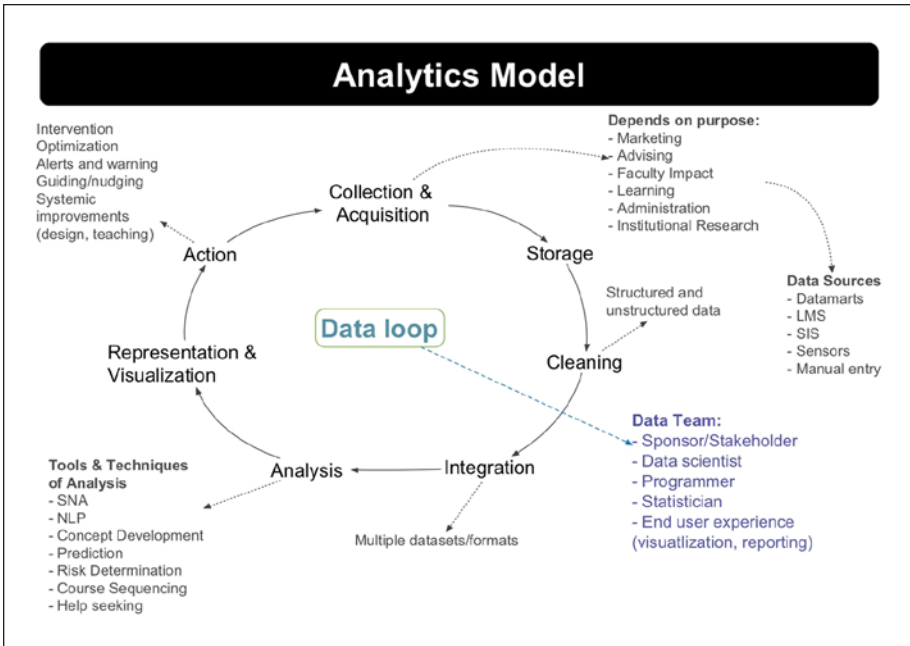 Analytics Model
Intervention
Optimization
Alerts and warning
Guiding/nudging
Systemic
improvements
(design, teaching)
Depends on purpose:
- Marketing
- Advising
- Faculty Impact
- Learning
- Administration
- Institutional Research
Collection &
Acquisition
Action
Storage
Data Sources
- Datamarts
- LMS
- SIS
- Sensors
- Manual entry
Structured and
unstructured data
Data loop
Representation &
Visualization
Cleaning
Data Team:
- Sponsor/Stakeholder
- Data scientist
- Programmer
- Statistician
- End user experience
(visuatlization, reporting)
Analysis
Integration
Tools & Techniques
of Analysis
- SNA
- NLP
- Concept Development
- Prediction
- Risk Determination
- Course Sequencing
- Help seeking
Multiple datasets/formats